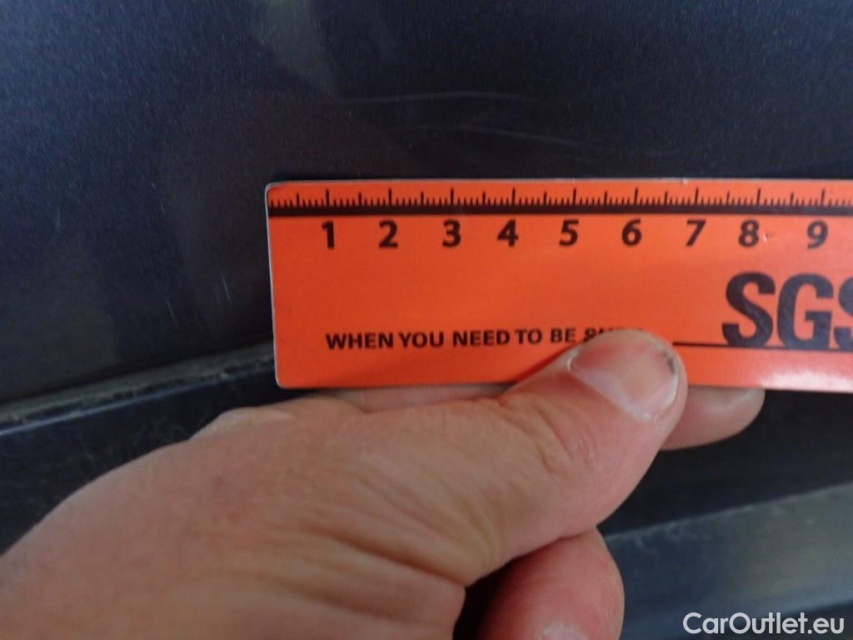 1 2 3 4 5 6 7 8 9
SGS
WHEN YOU NEED TO BE
CarOutlet.eu